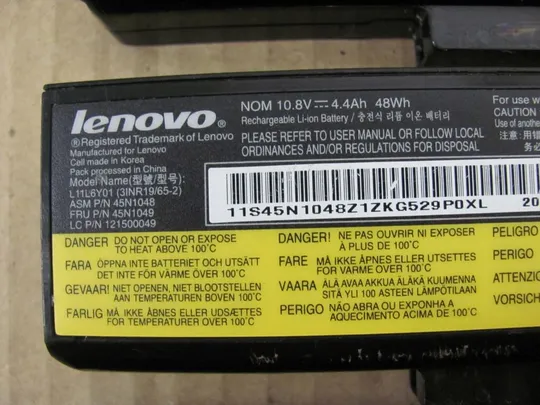 lenovo®
®Registered Trademark of Lenovo
Manufactured for Lenovo
Cell made in Korea
Pack processed in China
Model Name(型號/型号):
L11L6Y01 (3INR19/65-2)
ASM P/N 45N1048
FRU P/N 45N1049
LC P/N 121500049
NOM 10.8V⎓4.4Ah 48Wh
Rechargeable Li-ion Battery / 충전식 리튬 이온 배터리
PLEASE REFER TO USER MANUAL OR FOLLOW LOCAL
ORDINANCES AND/OR REGULATIONS FOR DISPOSAL
For use w
CAUTION
Use of anothe
11S45N1048Z1ZKG529P0XL
20
DANGER DO NOT OPEN OR EXPOSE
TO HEAT ABOVE 100°C
FARA ÖPPNA INTE BATTERIET OCH UTSÄTT
DET INTE FÖR VÄRME ÖVER 100°C
GEVAAR! NIET OPENEN, NIET BLOOTSTELLEN
AAN TEMPERATUREN BOVEN 100°C
FARLIG MÅ IKKE ÅBNES ELLER UDSÆTTES
FOR TEMPERATURER OVER 100°C
DANGER NE PAS OUVRIR NI EXPOSER
À PLUS DE 100°C
FARE MÅ IKKE ÅPNES ELLER UTSETTES
FOR VARME OVER 100°C
VAARA ÄLÄ AVAA AKKUA ÄLÄKÄ KUUMENNA
SITÄ YLI 100 ASTEEN LÄMPÖTILAAN
PERIGO NÃO ABRA OU EXPONHA A
AQUECIMENTO ACIMA DE 100°C
PELIGRO
PERIGO
ATTENZIO
VORSICH